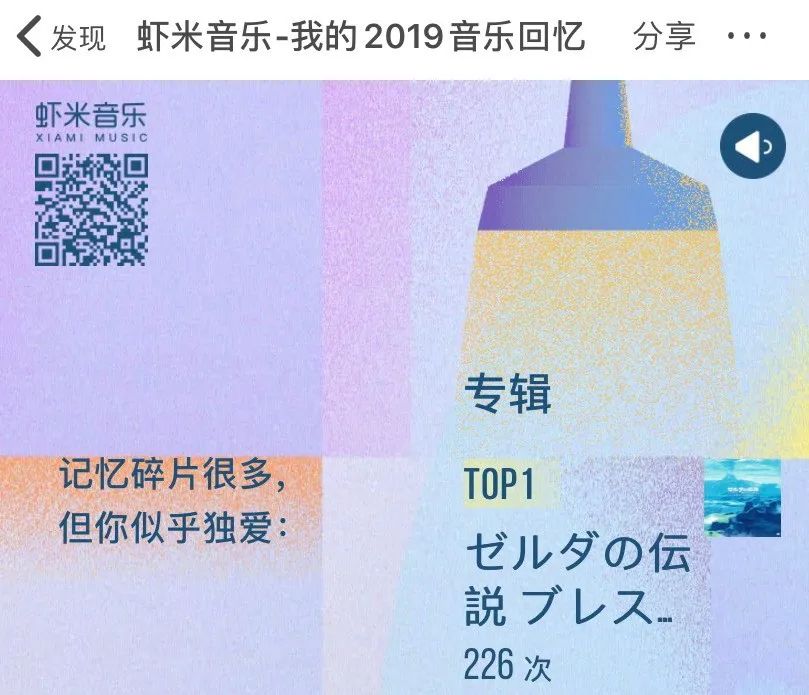 发现 虾米音乐-我的2019音乐回忆 分享 ···
虾米音乐
XIAMI MUSIC
专辑
记忆碎片很多，
但你似乎独爱：
TOP1
ゼルダの伝
説 ブレス...
226 次